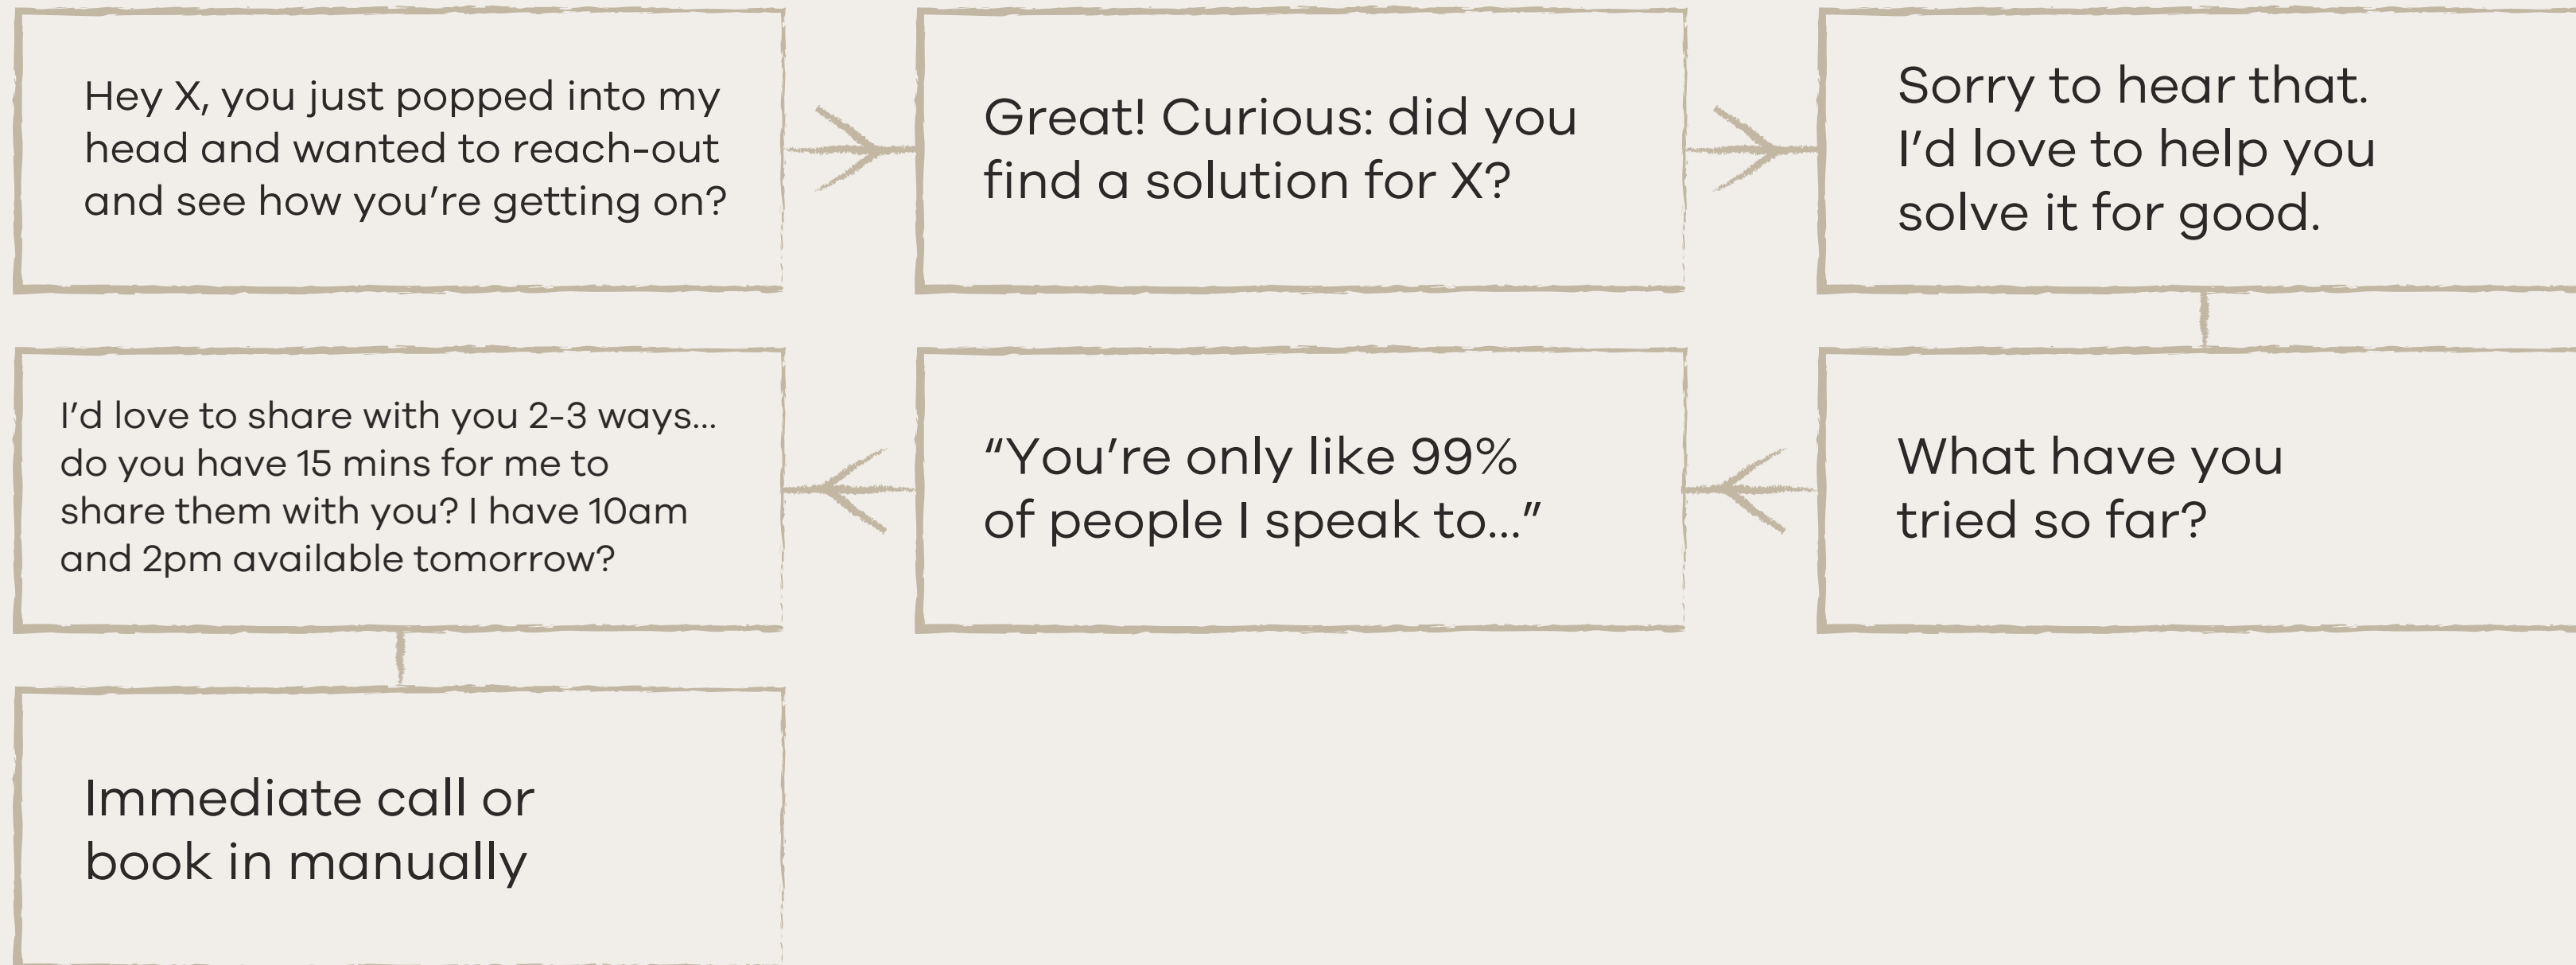 Hey X, you just popped into my
head and wanted to reach-out
and see how you’re getting on?
Great! Curious: did you
find a solution for X?
Sorry to hear that.
I’d love to help you
solve it for good.
What have you
tried so far?
“You’re only like 99%
of people I speak to...”
I’d love to share with you 2-3 ways...
do you have 15 mins for me to
share them with you? I have 10am
and 2pm available tomorrow?
Immediate call or
book in manually